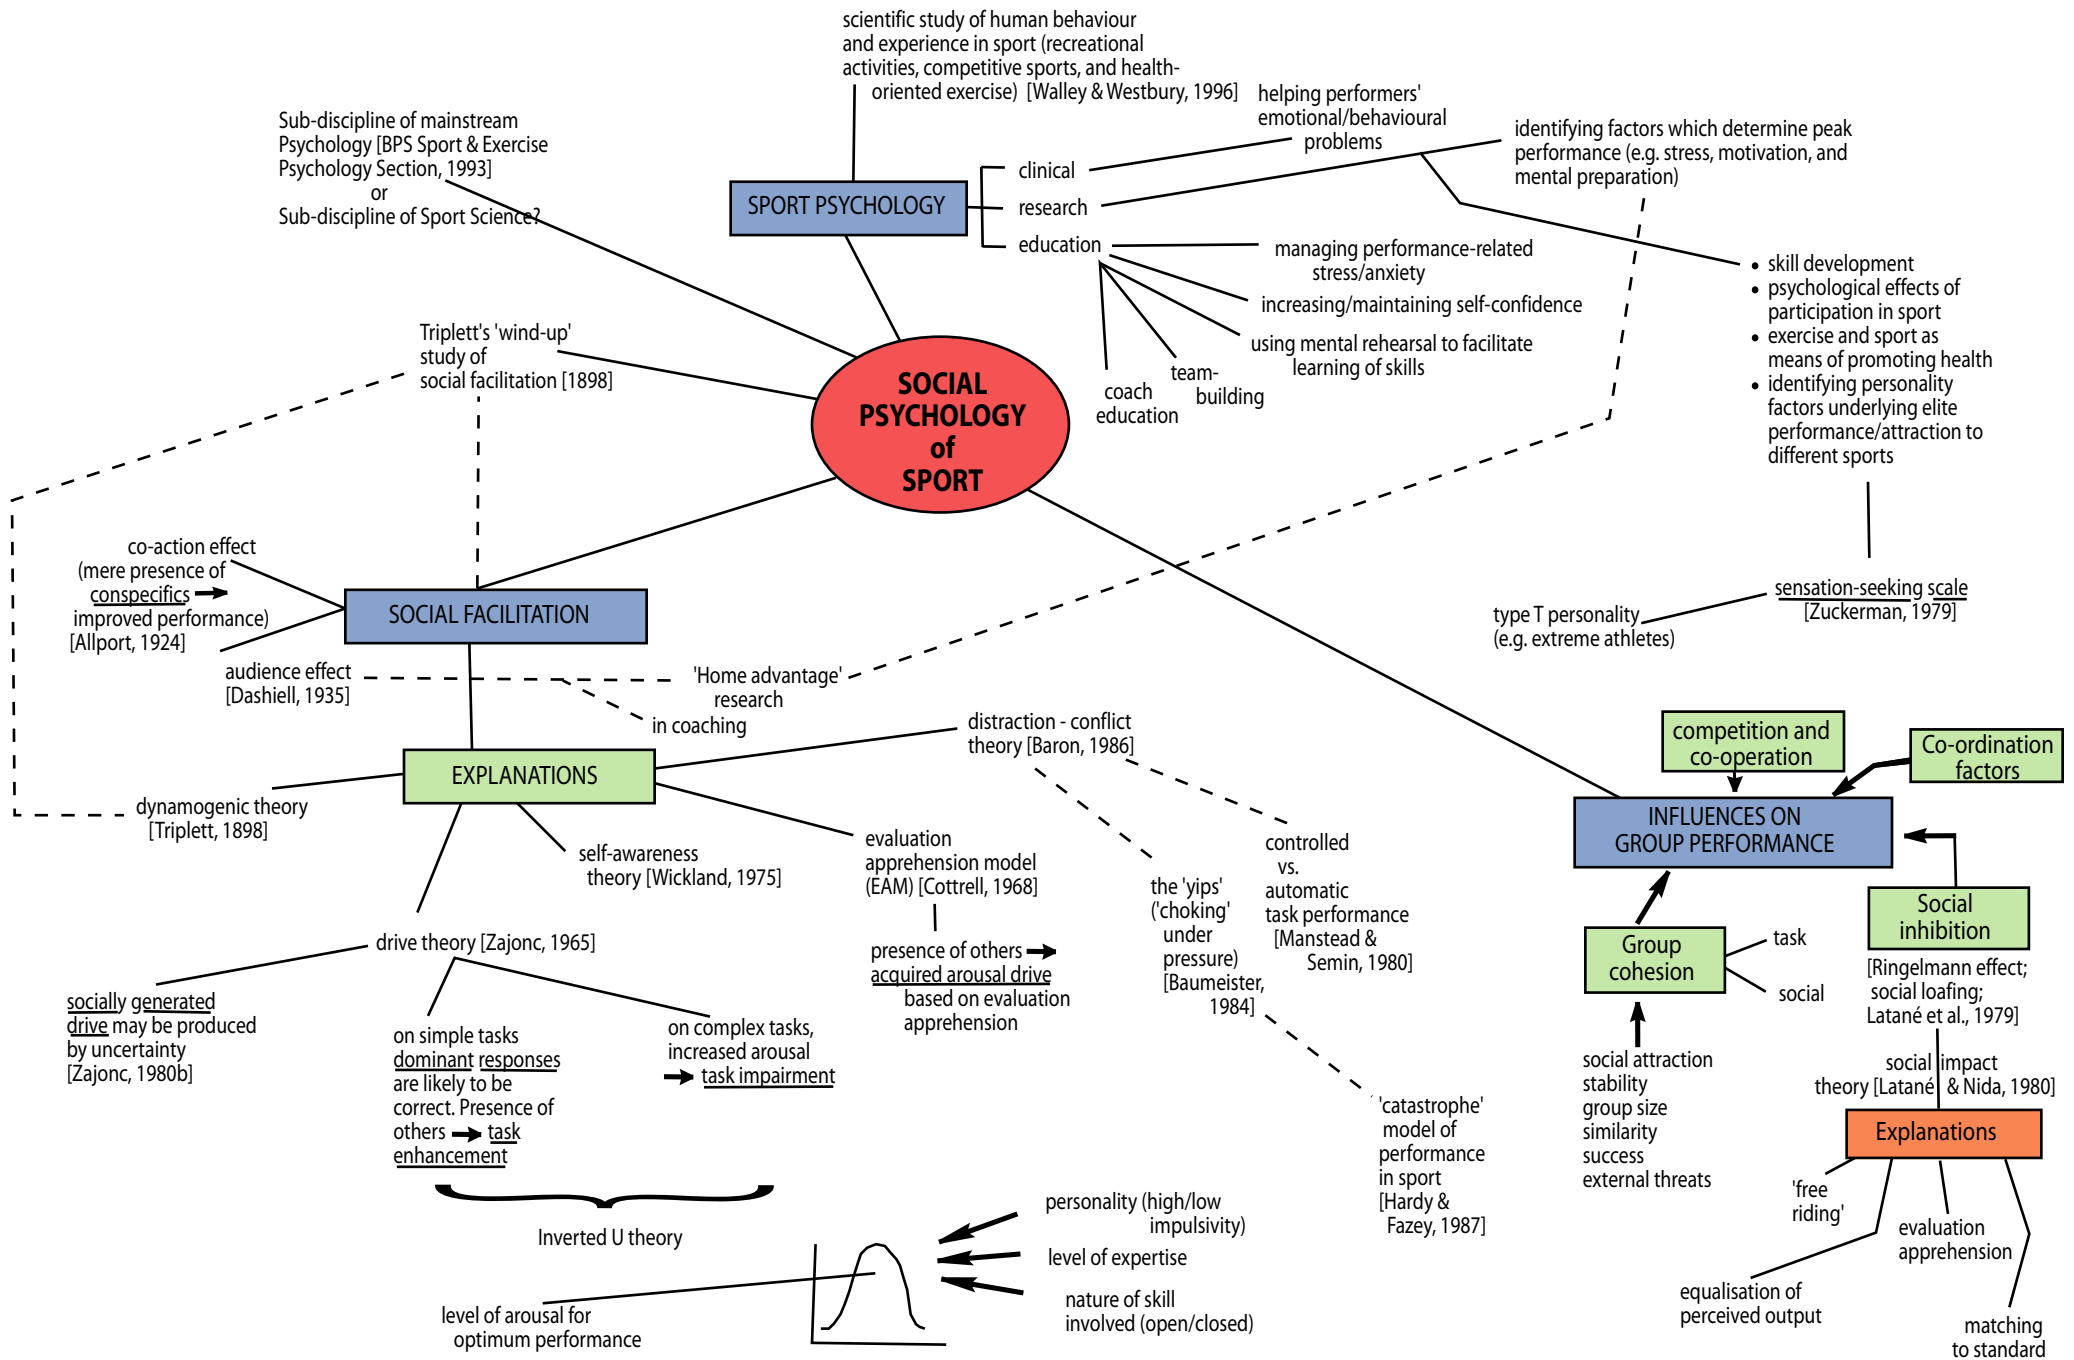 scientific study of human behaviour
and experience in sport (recreational
activities, competitive sports, and health-
oriented exercise) [Walley & Westbury, 1996]
Sub-discipline of mainstream
Psychology [BPS Sport & Exercise
Psychology Section, 1993]
or
Sub-discipline of Sport Science?
SPORT PSYCHOLOGY
clinical
research
education
helping performers'
emotional/behavioural
problems
identifying factors which determine peak
performance (e.g. stress, motivation, and
mental preparation)
managing performance-related
stress/anxiety
increasing/maintaining self-confidence
using mental rehearsal to facilitate
learning of skills
team-
building
coach
education
• skill development
• psychological effects of
participation in sport
• exercise and sport as
means of promoting health
• identifying personality
factors underlying elite
performance/attraction to
different sports
sensation-seeking scale
[Zuckerman, 1979]
type T personality
(e.g. extreme athletes)
Triplett's 'wind-up'
study of
social facilitation [1898]
SOCIAL
PSYCHOLOGY
of
SPORT
co-action effect
(mere presence of
conspecifics
improved performance)
[Allport, 1924]
SOCIAL FACILITATION
audience effect
[Dashiell, 1935]
'Home advantage'
research
in coaching
EXPLANATIONS
dynamogenic theory
[Triplett, 1898]
distraction - conflict
theory [Baron, 1986]
self-awareness
theory [Wickland, 1975]
evaluation
apprehension model
(EAM) [Cottrell, 1968]
presence of others
acquired arousal drive
based on evaluation
apprehension
controlled
vs.
automatic
task performance
[Manstead &
Semin, 1980]
the 'yips'
('choking'
under
pressure)
[Baumeister,
1984]
'catastrophe'
model of
performance
in sport
[Hardy &
Fazey, 1987]
drive theory [Zajonc, 1965]
socially generated
drive may be produced
by uncertainty
[Zajonc, 1980b]
on simple tasks
dominant responses
are likely to be
correct. Presence of
others task
enhancement
on complex tasks,
increased arousal
task impairment
Inverted U theory
level of arousal for
optimum performance
personality (high/low
impulsivity)
level of expertise
nature of skill
involved (open/closed)
competition and
co-operation
Co-ordination
factors
INFLUENCES ON
GROUP PERFORMANCE
Group
cohesion
task
social
social attraction
stability
group size
similarity
success
external threats
Social
inhibition
[Ringelmann effect;
social loafing;
Latané et al., 1979]
social impact
theory [Latané & Nida, 1980]
Explanations
'free
riding'
equalisation of
perceived output
evaluation
apprehension
matching
to standard